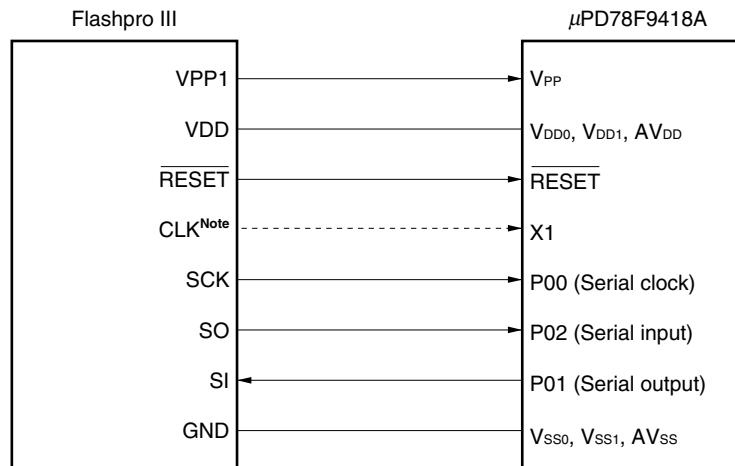 Flashpro III μPD78F9418A
VPP1 VPP
VDD VDD0, VDD1, AVDD
RESET RESET
CLKNote X1
SCK P00 (Serial clock)
SO P02 (Serial input)
SI P01 (Serial output)
GND VSS0, VSS1, AVSS